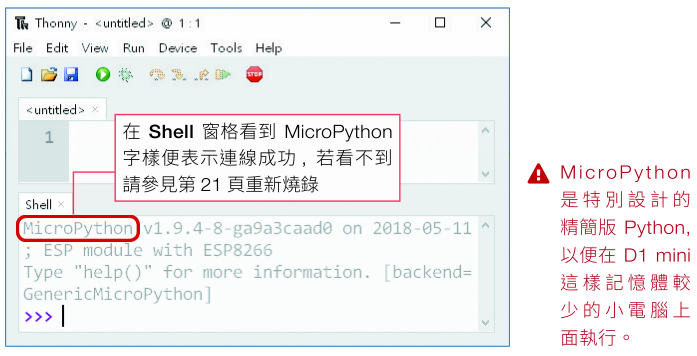 Thonny - <untitled> @ 1 : 1
File Edit View Run Device Tools Help
STOP
<untitled> ×
1
在 Shell 窗格看到 MicroPython
字樣便表示連線成功，若看不到
請參見第 21 頁重新燒錄
Shell ×
MicroPython v1.9.4-8-ga9a3caad0 on 2018-05-11
; ESP module with ESP8266
Type "help()" for more information. [backend=
GenericMicroPython]
>>>
MicroPython
是特別設計的
精簡版 Python,
以便在 D1 mini
這樣記憶體較
少的小電腦上
面執行。